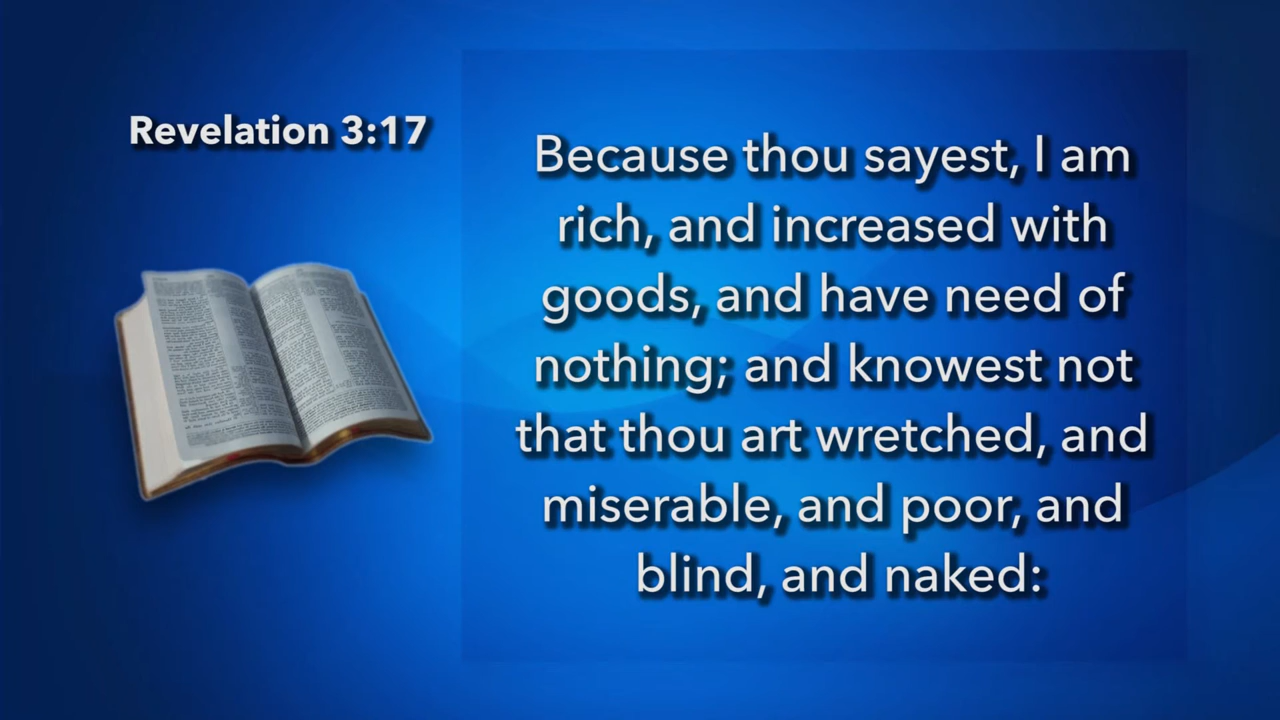 Revelation 3:17
Because thou sayest, I am
rich, and increased with
goods, and have need of
nothing; and knowest not
that thou art wretched, and
miserable, and poor, and
blind, and naked: